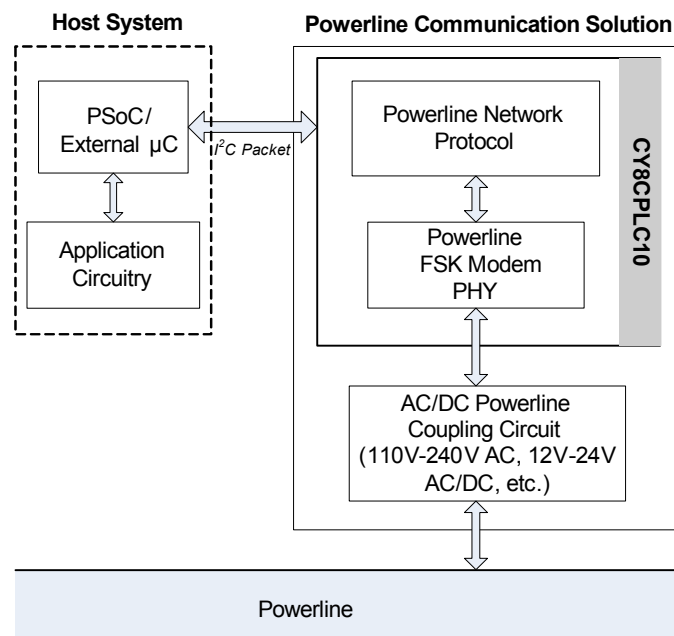 Host System
Powerline Communication Solution
PSoC/
External µC
I²C Packet
Application
Circuitry
Powerline Network
Protocol
Powerline
FSK Modem
PHY
CY8CPLC10
AC/DC Powerline
Coupling Circuit
(110V-240V AC, 12V-24V
AC/DC, etc.)
Powerline